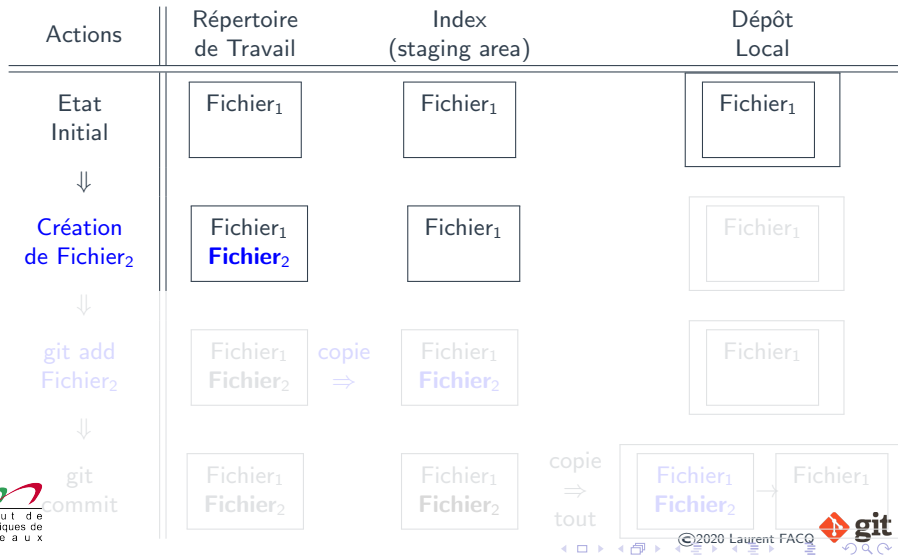 Actions
Répertoire
de Travail
Index
(staging area)
Dépôt
Local
Etat
Initial
Fichier₁
Fichier₁
Fichier₁
⇓
Création
de Fichier₂
Fichier₁
Fichier₂
Fichier₁
Fichier₁
⇓
git add
Fichier₂
Fichier₁
Fichier₂
copie
⇒
Fichier₁
Fichier₂
Fichier₁
⇓
git
commit
Fichier₁
Fichier₂
Fichier₁
Fichier₂
copie
⇒
tout
Fichier₁
Fichier₂
→
Fichier₁
©2020 Laurent FACQ
git